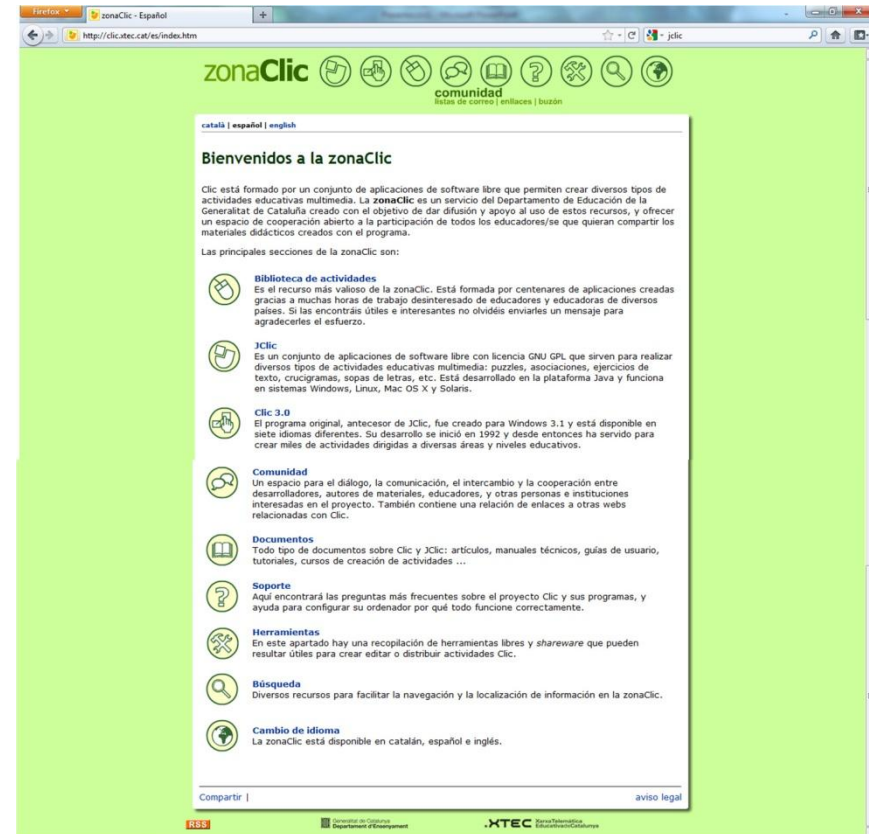 Firefox
zonaClic - Español
http://clic.xtec.cat/es/index.htm
jclic
zonaClic
comunidad
listas de correo | enlaces | buzón
català | español | english
Bienvenidos a la zonaClic
Clic está formado por un conjunto de aplicaciones de software libre que permiten crear diversos tipos de
actividades educativas multimedia. La zonaClic es un servicio del Departamento de Educación de la
Generalitat de Cataluña creado con el objetivo de dar difusión y apoyo al uso de estos recursos, y ofrecer
un espacio de cooperación abierto a la participación de todos los educadores/se que quieran compartir los
materiales didácticos creados con el programa.
Las principales secciones de la zonaClic son:
Biblioteca de actividades
Es el recurso más valioso de la zonaClic. Está formada por centenares de aplicaciones creadas
gracias a muchas horas de trabajo desinteresado de educadores y educadoras de diversos
países. Si las encontráis útiles e interesantes no olvidéis enviarles un mensaje para
agradecerles el esfuerzo.
JClic
Es un conjunto de aplicaciones de software libre con licencia GNU GPL que sirven para realizar
diversos tipos de actividades educativas multimedia: puzzles, asociaciones, ejercicios de
texto, crucigramas, sopas de letras, etc. Está desarrollado en la plataforma Java y funciona
en sistemas Windows, Linux, Mac OS X y Solaris.
Clic 3.0
El programa original, antecesor de JClic, fue creado para Windows 3.1 y está disponible en
siete idiomas diferentes. Su desarrollo se inició en 1992 y desde entonces ha servido para
crear miles de actividades dirigidas a diversas áreas y niveles educativos.
Comunidad
Un espacio para el diálogo, la comunicación, el intercambio y la cooperación entre
desarrolladores, autores de materiales, educadores, y otras personas e instituciones
interesadas en el proyecto. También contiene una relación de enlaces a otras webs
relacionadas con Clic.
Documentos
Todo tipo de documentos sobre Clic y JClic: artículos, manuales técnicos, guías de usuario,
tutoriales, cursos de creación de actividades ...
Soporte
Aquí encontrará las preguntas más frecuentes sobre el proyecto Clic y sus programas, y
ayuda para configurar su ordenador por qué todo funcione correctamente.
Herramientas
En este apartado hay una recopilación de herramientas libres y shareware que pueden
resultar útiles para crear editar o distribuir actividades Clic.
Búsqueda
Diversos recursos para facilitar la navegación y la localización de información en la zonaClic.
Cambio de idioma
La zonaClic está disponible en catalán, español e inglés.
Compartir | aviso legal
RSS
Generalitat de Catalunya
Departament d'Ensenyament
.XTEC XarxaTelemàtica
EducativadeCatalunya